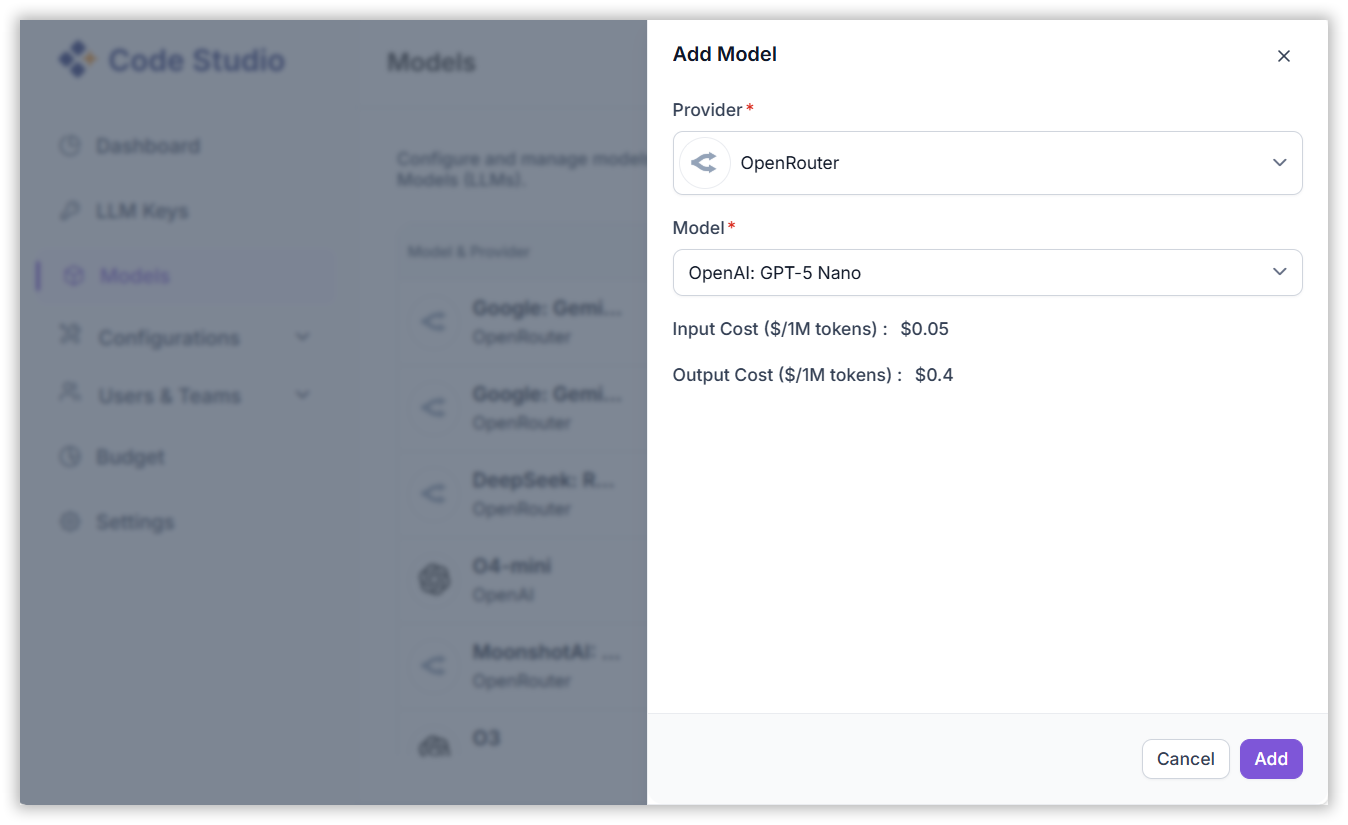 Code Studio
Dashboard
LLM Keys
Models
Configurations
Users & Teams
Budget
Settings
Models
Configure and manage model
Models (LLMs).
Model & Provider
Google: Gemi...
OpenRouter
Google: Gemi...
OpenRouter
DeepSeek: R...
OpenRouter
O4-mini
OpenAI
MoonshotAI: ...
OpenRouter
O3
Add Model
Provider*
OpenRouter
Model*
OpenAI: GPT-5 Nano
Input Cost ($/1M tokens) : $0.05
Output Cost ($/1M tokens) : $0.4
Cancel
Add